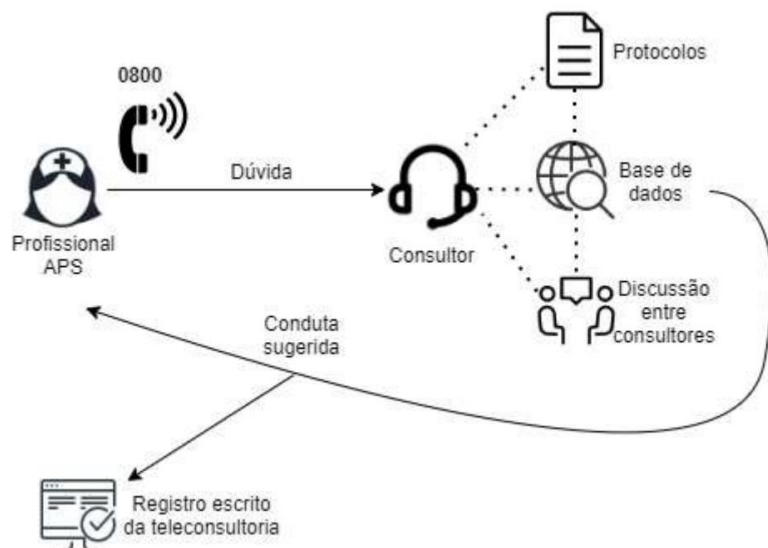 0800
Protocolos
Dúvida
Base de
dados
Profissional
APS
Consultor
Discussão
entre
consultores
Conduta
sugerida
Registro escrito
da teleconsultoria